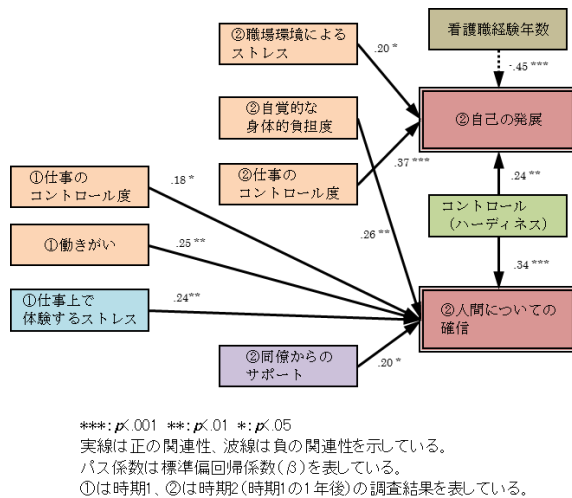 ②職場環境による
ストレス
.20 *
看護職経験年数
-.45 ***
②自覚的な
身体的負担度
②自己の発展
①仕事の
コントロール度
.18 *
②仕事の
コントロール度
.37 ***
.24 **
コントロール
（ハーディネス）
①働きがい
.25 **
.26 **
.34 ***
①仕事上で
体験するストレス
.24**
②人間についての
確信
②同僚からの
サポート
.20 *
***:p<.001 **:p<.01 *:p<.05
実線は正の関連性、波線は負の関連性を示している。
パス係数は標準偏回帰係数(β)を表している。
①は時期1、②は時期2(時期1の1年後)の調査結果を表している。